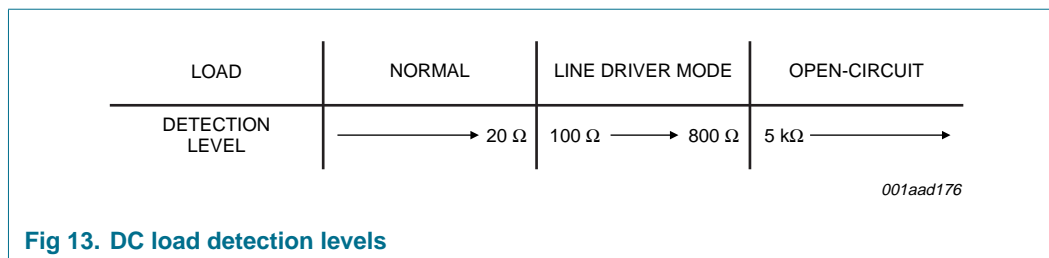 LOAD NORMAL LINE DRIVER MODE OPEN-CIRCUIT
DETECTION LEVEL 20 Ω 100 Ω 800 Ω 5 kΩ
001aad176
Fig 13. DC load detection levels